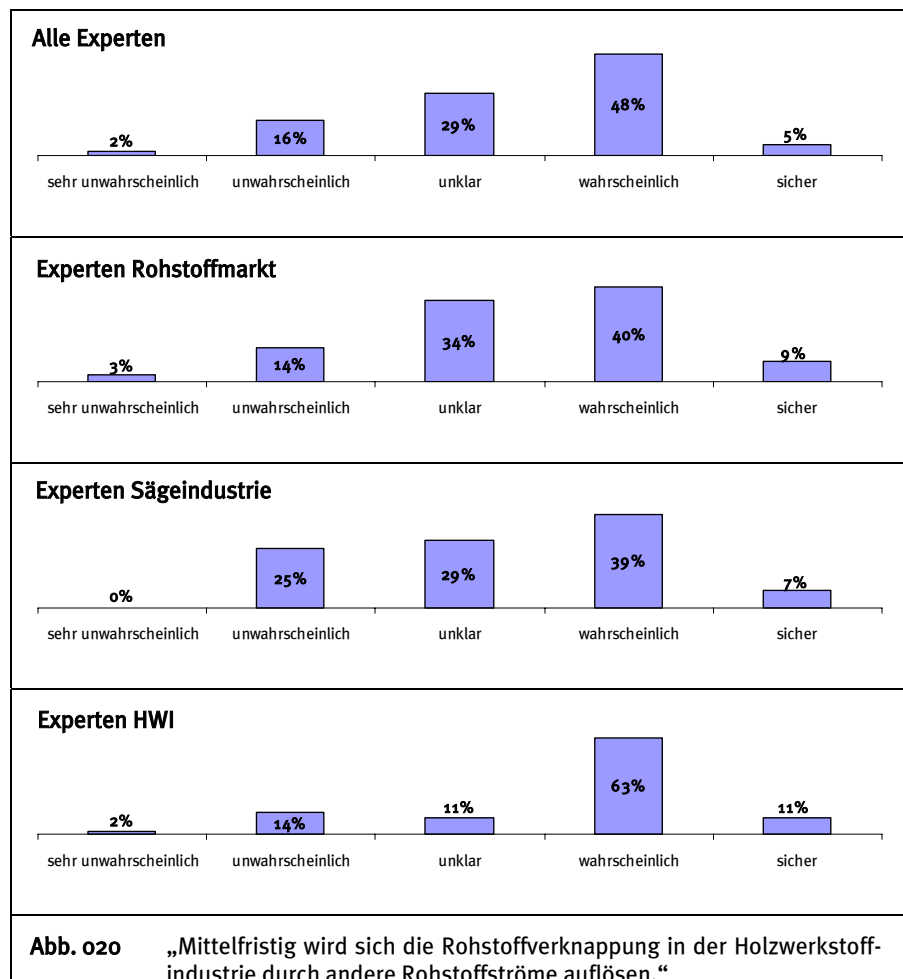 Alle Experten
2% 16% 29% 48% 5%
sehr unwahrscheinlich unwahrscheinlich unklar wahrscheinlich sicher
Experten Rohstoffmarkt
3% 14% 34% 40% 9%
sehr unwahrscheinlich unwahrscheinlich unklar wahrscheinlich sicher
Experten Sägeindustrie
0% 25% 29% 39% 7%
sehr unwahrscheinlich unwahrscheinlich unklar wahrscheinlich sicher
Experten HWI
2% 14% 11% 63% 11%
sehr unwahrscheinlich unwahrscheinlich unklar wahrscheinlich sicher
Abb. 020 „Mittelfristig wird sich die Rohstoffverknappung in der Holzwerkstoff-
industrie durch andere Rohstoffströme auflösen.“